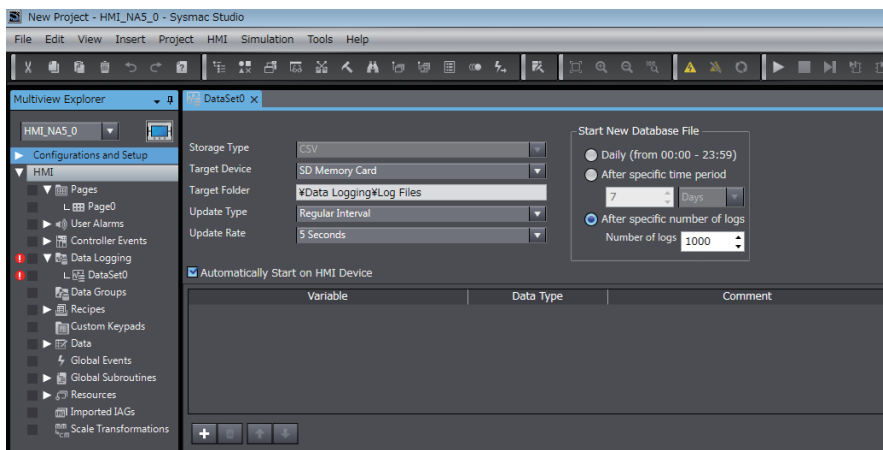 New Project - HMI_NA5_0 - Sysmac Studio
File Edit View Insert Project HMI Simulation Tools Help
Multiview Explorer
DataSet0 x
HMI_NA5_0
Configurations and Setup
HMI
Pages
Page0
User Alarms
Controller Events
Data Logging
DataSet0
Data Groups
Recipes
Custom Keypads
Data
Global Events
Global Subroutines
Resources
Imported IAGs
Scale Transformations
Storage Type CSV
Target Device SD Memory Card
Target Folder ¥Data Logging¥Log Files
Update Type Regular Interval
Update Rate 5 Seconds
Start New Database File
Daily (from 00:00 - 23:59)
After specific time period
7 Days
After specific number of logs
Number of logs 1000
Automatically Start on HMI Device
Variable Data Type Comment